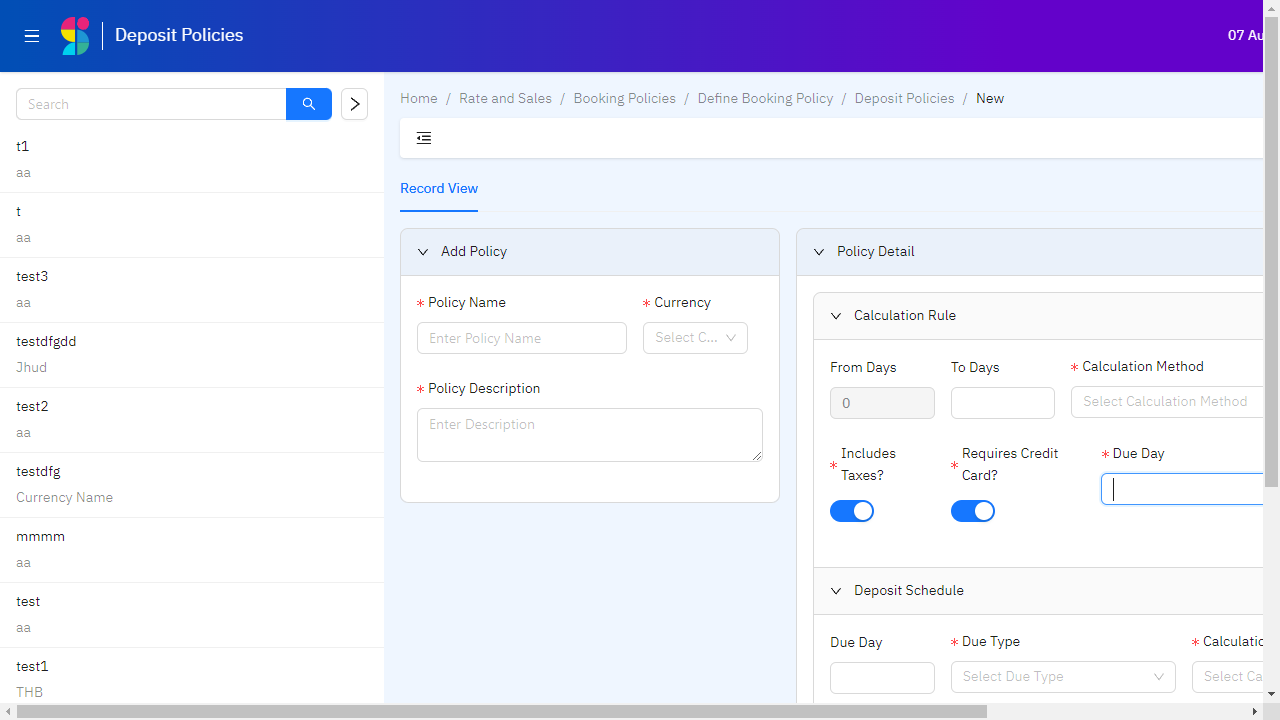 Deposit Policies
07 Au
Search
t1
aa
t
aa
test3
aa
testdfgdd
Jhud
test2
aa
testdfg
Currency Name
mmmm
aa
test
aa
test1
THB
Home / Rate and Sales / Booking Policies / Define Booking Policy / Deposit Policies / New
Record View
Add Policy
* Policy Name
* Currency
Enter Policy Name
Select C...
* Policy Description
Enter Description
Policy Detail
Calculation Rule
From Days
To Days
* Calculation Method
0
Select Calculation Method
* Includes Taxes?
* Requires Credit Card?
* Due Day
Deposit Schedule
Due Day
* Due Type
* Calculatio
Select Due Type
Select Ca